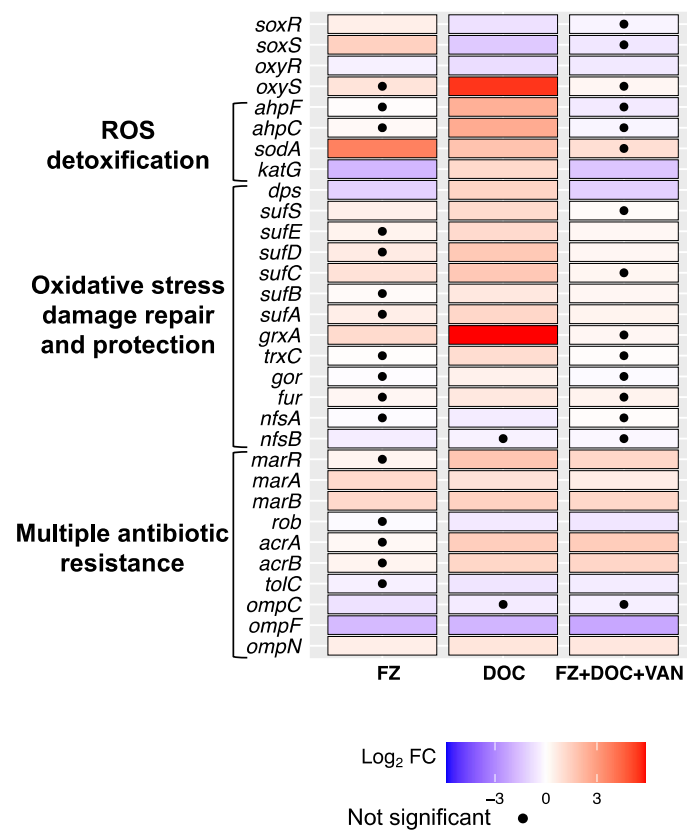 soxR
soxS
oxyR
oxyS
ahpF
ahpC
sodA
katG
ROS
detoxification
dps
sufS
sufE
sufD
sufC
sufB
sufA
grxA
trxC
gor
fur
nfsA
nfsB
Oxidative stress
damage repair
and protection
marR
marA
marB
rob
acrA
acrB
tolC
ompC
ompF
ompN
Multiple antibiotic
resistance
FZ DOC FZ+DOC+VAN
Log₂ FC
−3 0 3
Not significant